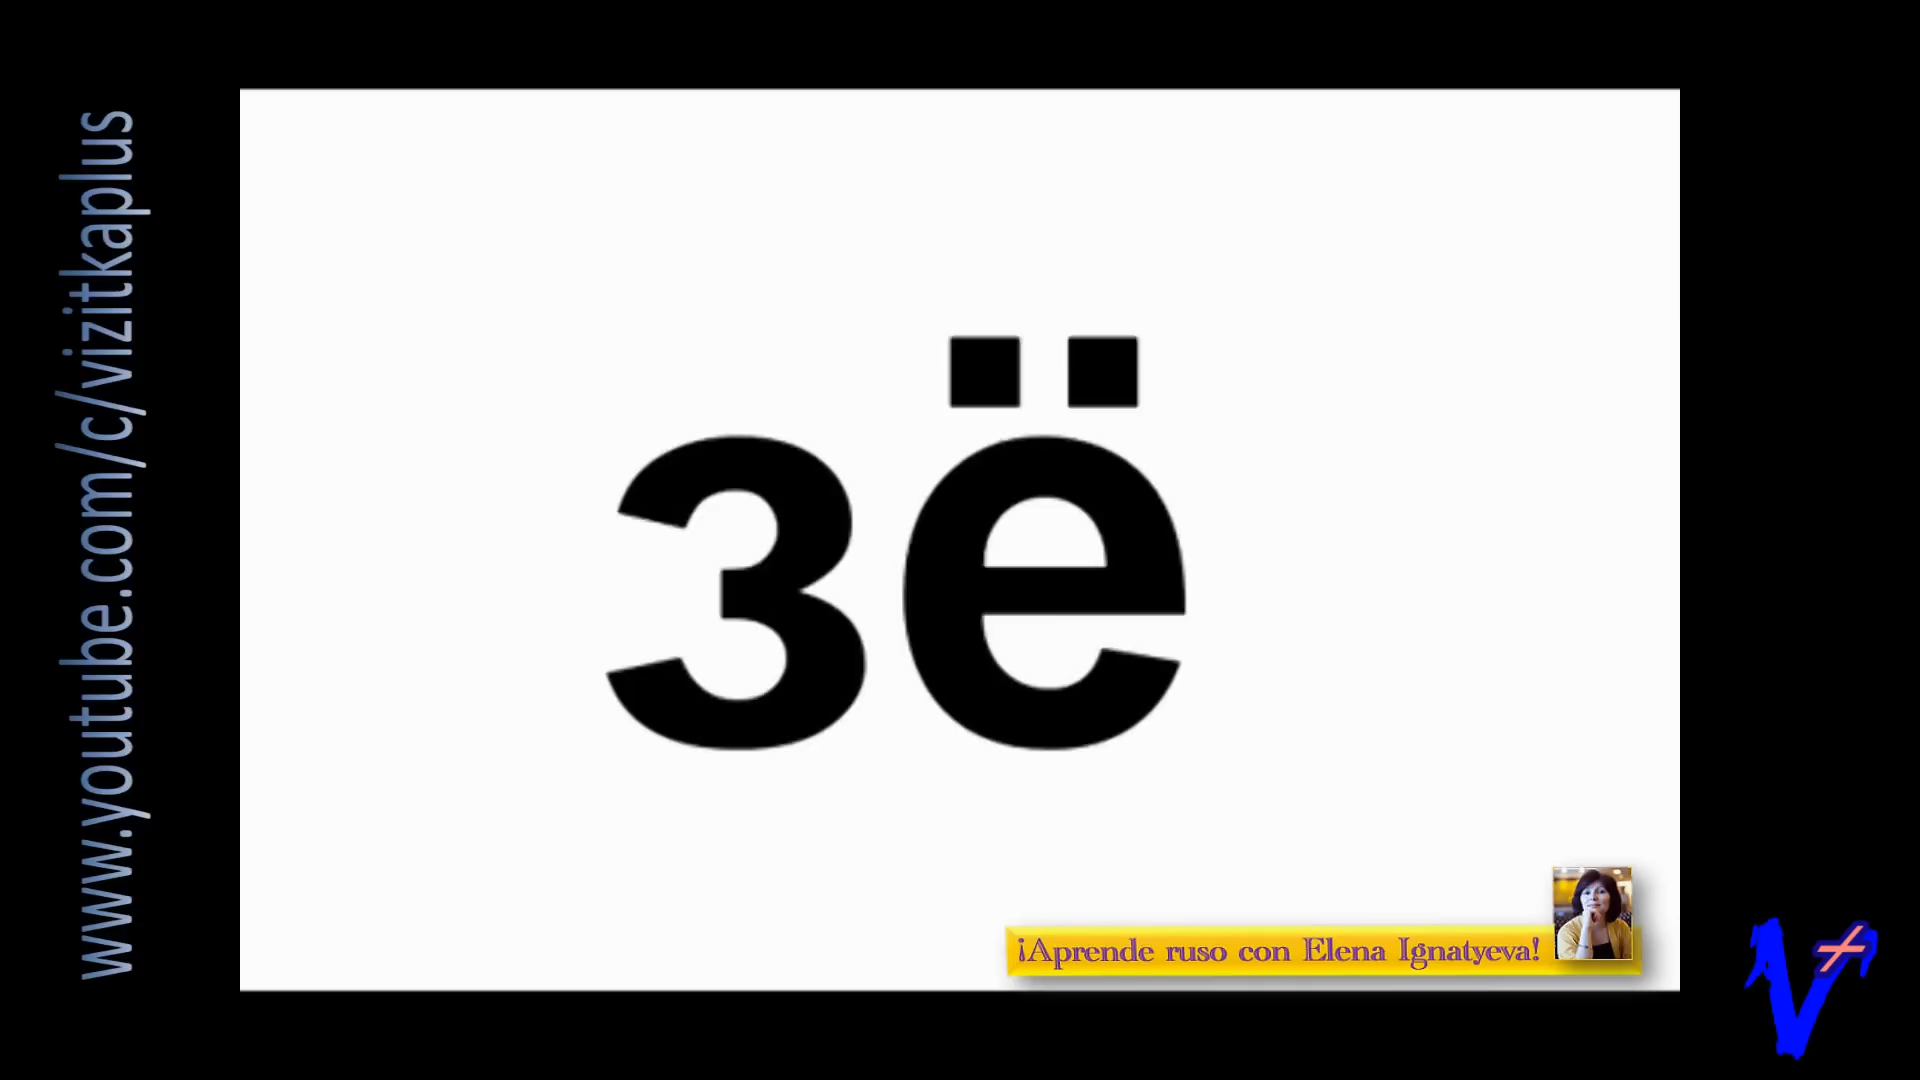 www.youtube.com/c/vizitkaplus
зё
¡Aprende ruso con Elena Ignatyeva!
V+